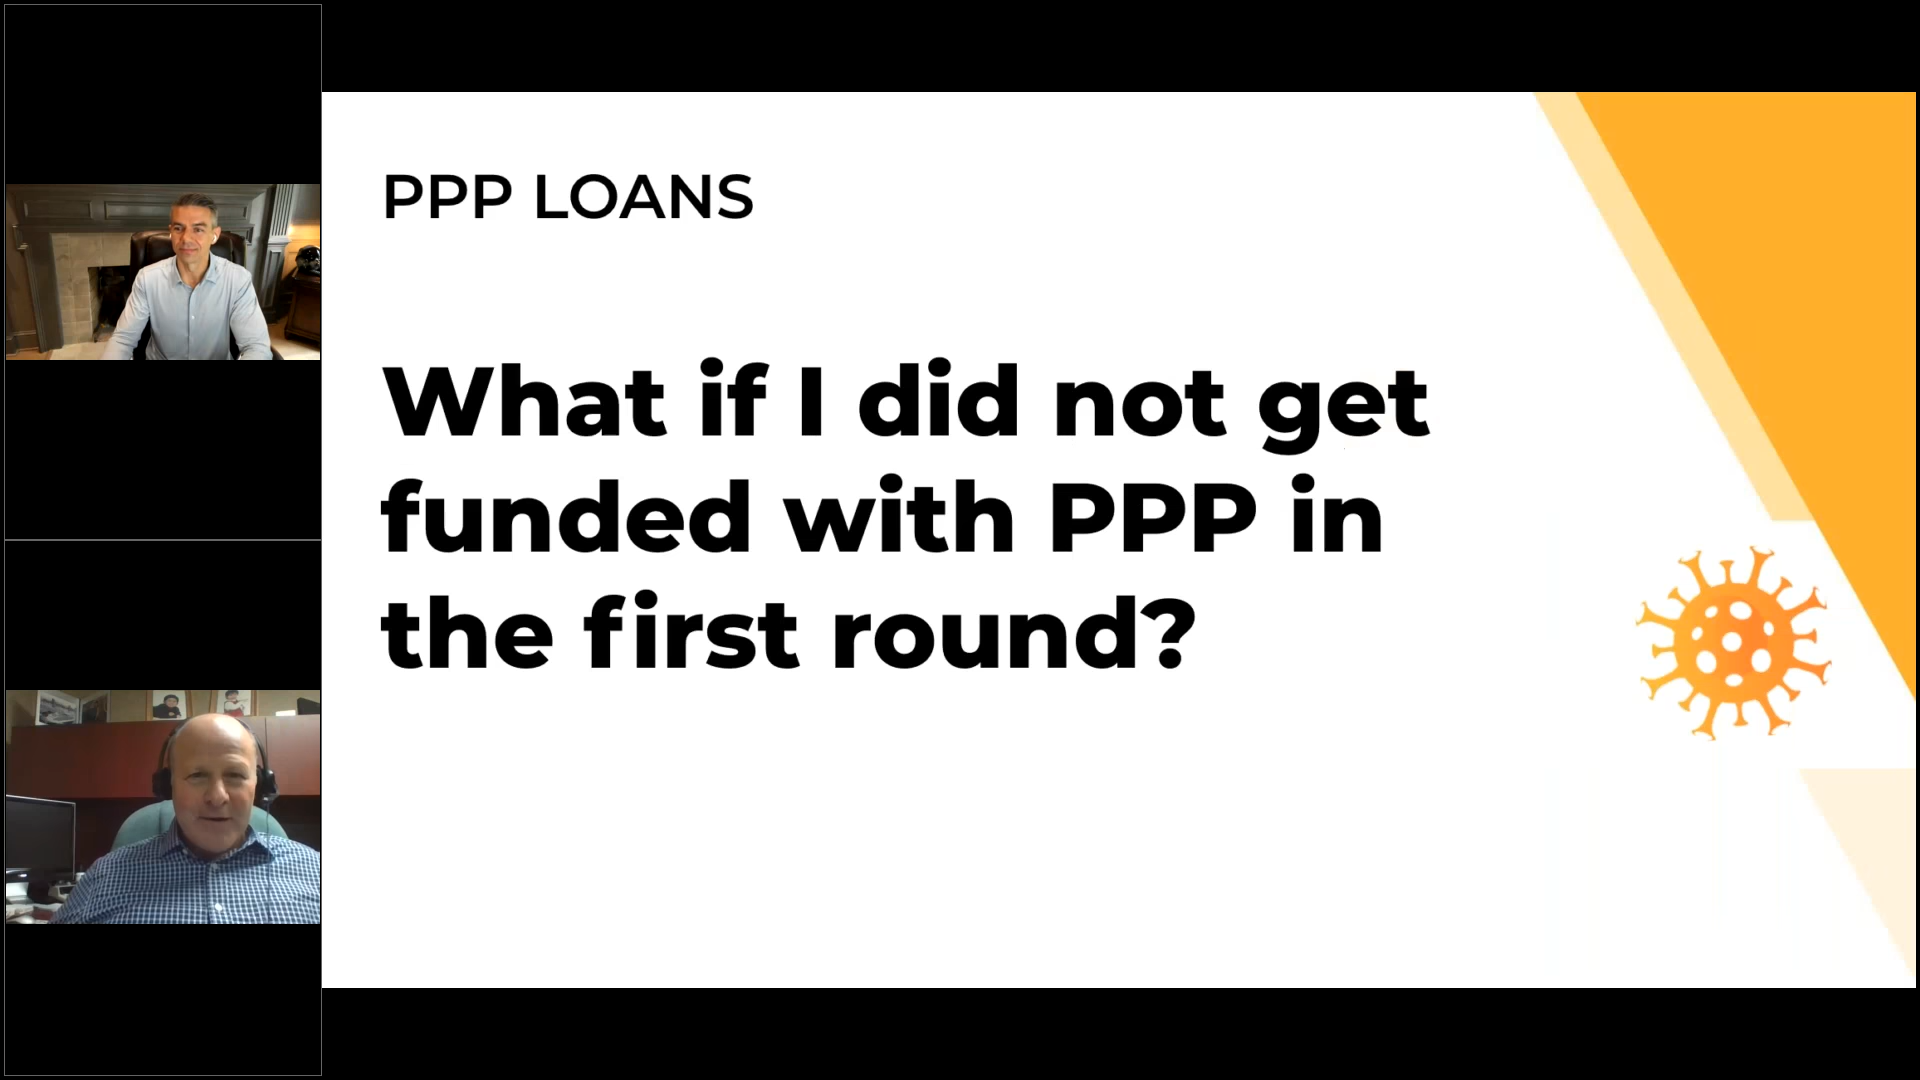 PPP LOANS
What if I did not get
funded with PPP in
the first round?